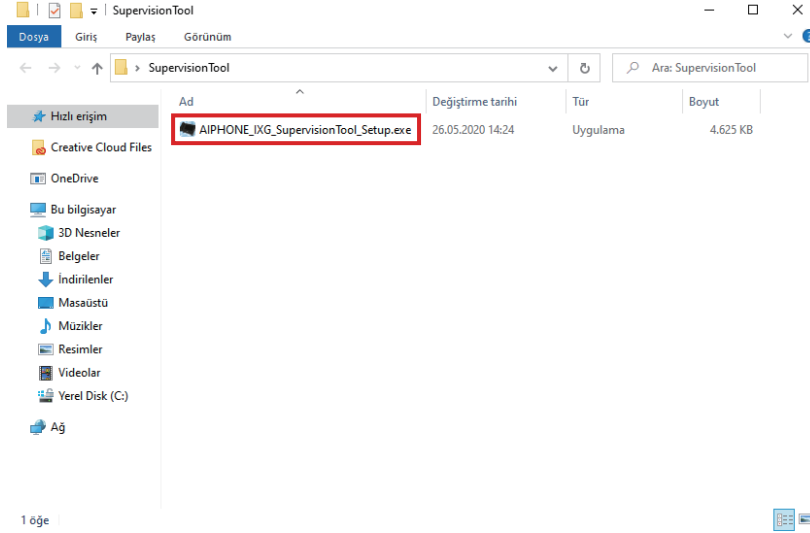 SupervisionTool
Dosya Giriş Paylaş Görünüm
SupervisionTool Ara: SupervisionTool
Ad Değiştirme tarihi Tür Boyut
AIPHONE_IXG_SupervisionTool_Setup.exe 26.05.2020 14:24 Uygulama 4.625 KB
Hızlı erişim
Creative Cloud Files
OneDrive
Bu bilgisayar
3D Nesneler
Belgeler
İndirilenler
Masaüstü
Müzikler
Resimler
Videolar
Yerel Disk (C:)
Ağ
1 öğe